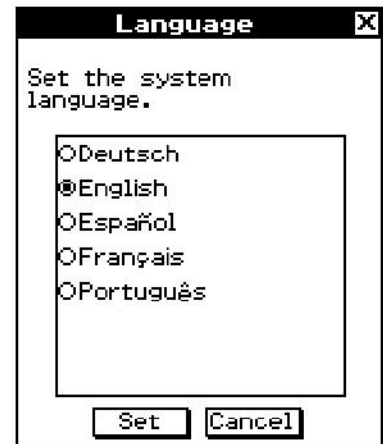 Language
Set the system
language.
Deutsch
English
Español
Français
Português
Set
Cancel